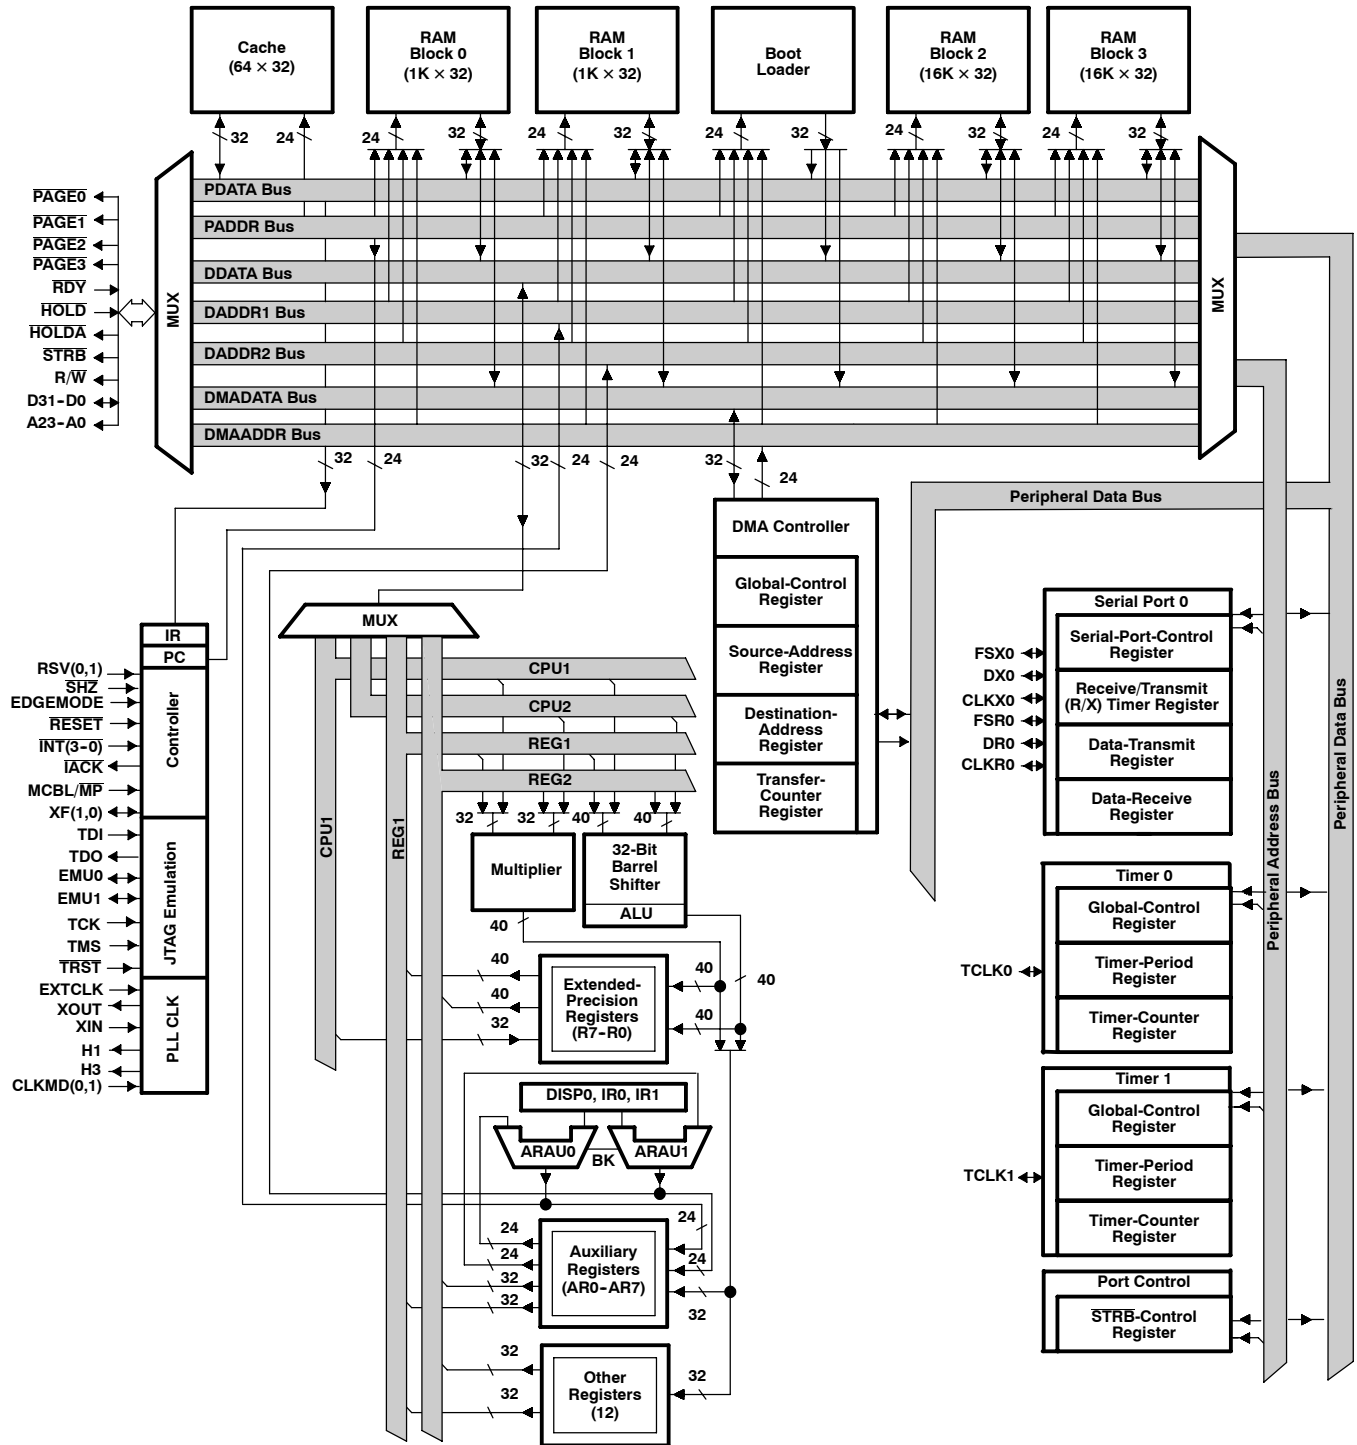 Cache
(64 × 32)
RAM
Block 0
(1K × 32)
RAM
Block 1
(1K × 32)
Boot
Loader
RAM
Block 2
(16K × 32)
RAM
Block 3
(16K × 32)
32
24
24
32
24
32
24
32
24
32
24
32
MUX
PDATA Bus
PADDR Bus
DDATA Bus
DADDR1 Bus
DADDR2 Bus
DMADATA Bus
DMAADDR Bus
MUX
PAGE0
PAGE1
PAGE2
PAGE3
RDY
HOLD
HOLDA
STRB
R/W
D31-D0
A23-A0
32
24
32
24
24
32
24
Peripheral Data Bus
Peripheral Data Bus
Peripheral Address Bus
DMA Controller
Global-Control
Register
Source-Address
Register
Destination-
Address
Register
Transfer-
Counter
Register
IR
PC
Controller
JTAG Emulation
PLL CLK
RSV(0,1)
SHZ
EDGEMODE
RESET
INT(3-0)
IACK
MCBL/MP
XF(1,0)
TDI
TDO
EMU0
EMU1
TCK
TMS
TRST
EXTCLK
XOUT
XIN
H1
H3
CLKMD(0,1)
MUX
CPU1
CPU2
REG1
REG2
CPU1
REG1
32
32
40
40
Multiplier
32-Bit
Barrel
Shifter
ALU
40
40
40
40
32
40
40
Extended-
Precision
Registers
(R7-R0)
DISP0, IR0, IR1
ARAU0
BK
ARAU1
24
24
32
32
24
24
32
Auxiliary
Registers
(AR0-AR7)
32
32
32
Other
Registers
(12)
Serial Port 0
Serial-Port-Control
Register
Receive/Transmit
(R/X) Timer Register
Data-Transmit
Register
Data-Receive
Register
FSX0
DX0
CLKX0
FSR0
DR0
CLKR0
Timer 0
Global-Control
Register
Timer-Period
Register
Timer-Counter
Register
TCLK0
Timer 1
Global-Control
Register
Timer-Period
Register
Timer-Counter
Register
TCLK1
Port Control
STRB-Control
Register